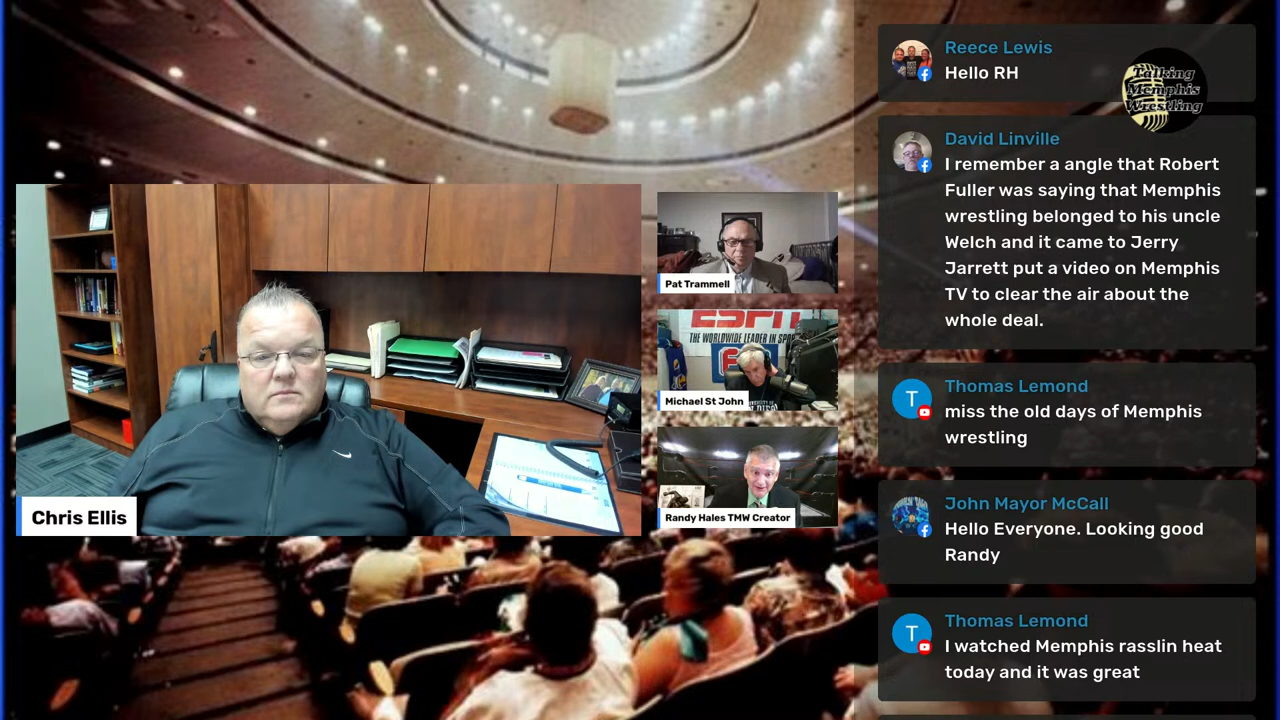 Reece Lewis
Hello RH
Talking
Memphis
Wrestling
David Linville
I remember a angle that Robert
Fuller was saying that Memphis
wrestling belonged to his uncle
Welch and it came to Jerry
Jarrett put a video on Memphis
TV to clear the air about the
whole deal.
Thomas Lemond
miss the old days of Memphis
wrestling
John Mayor McCall
Hello Everyone. Looking good
Randy
Thomas Lemond
I watched Memphis rasslin heat
today and it was great
Chris Ellis
Pat Trammell
ESPN
THE WORLDWIDE LEADER IN
Michael St John
Randy Hales TMW Creator
T
T